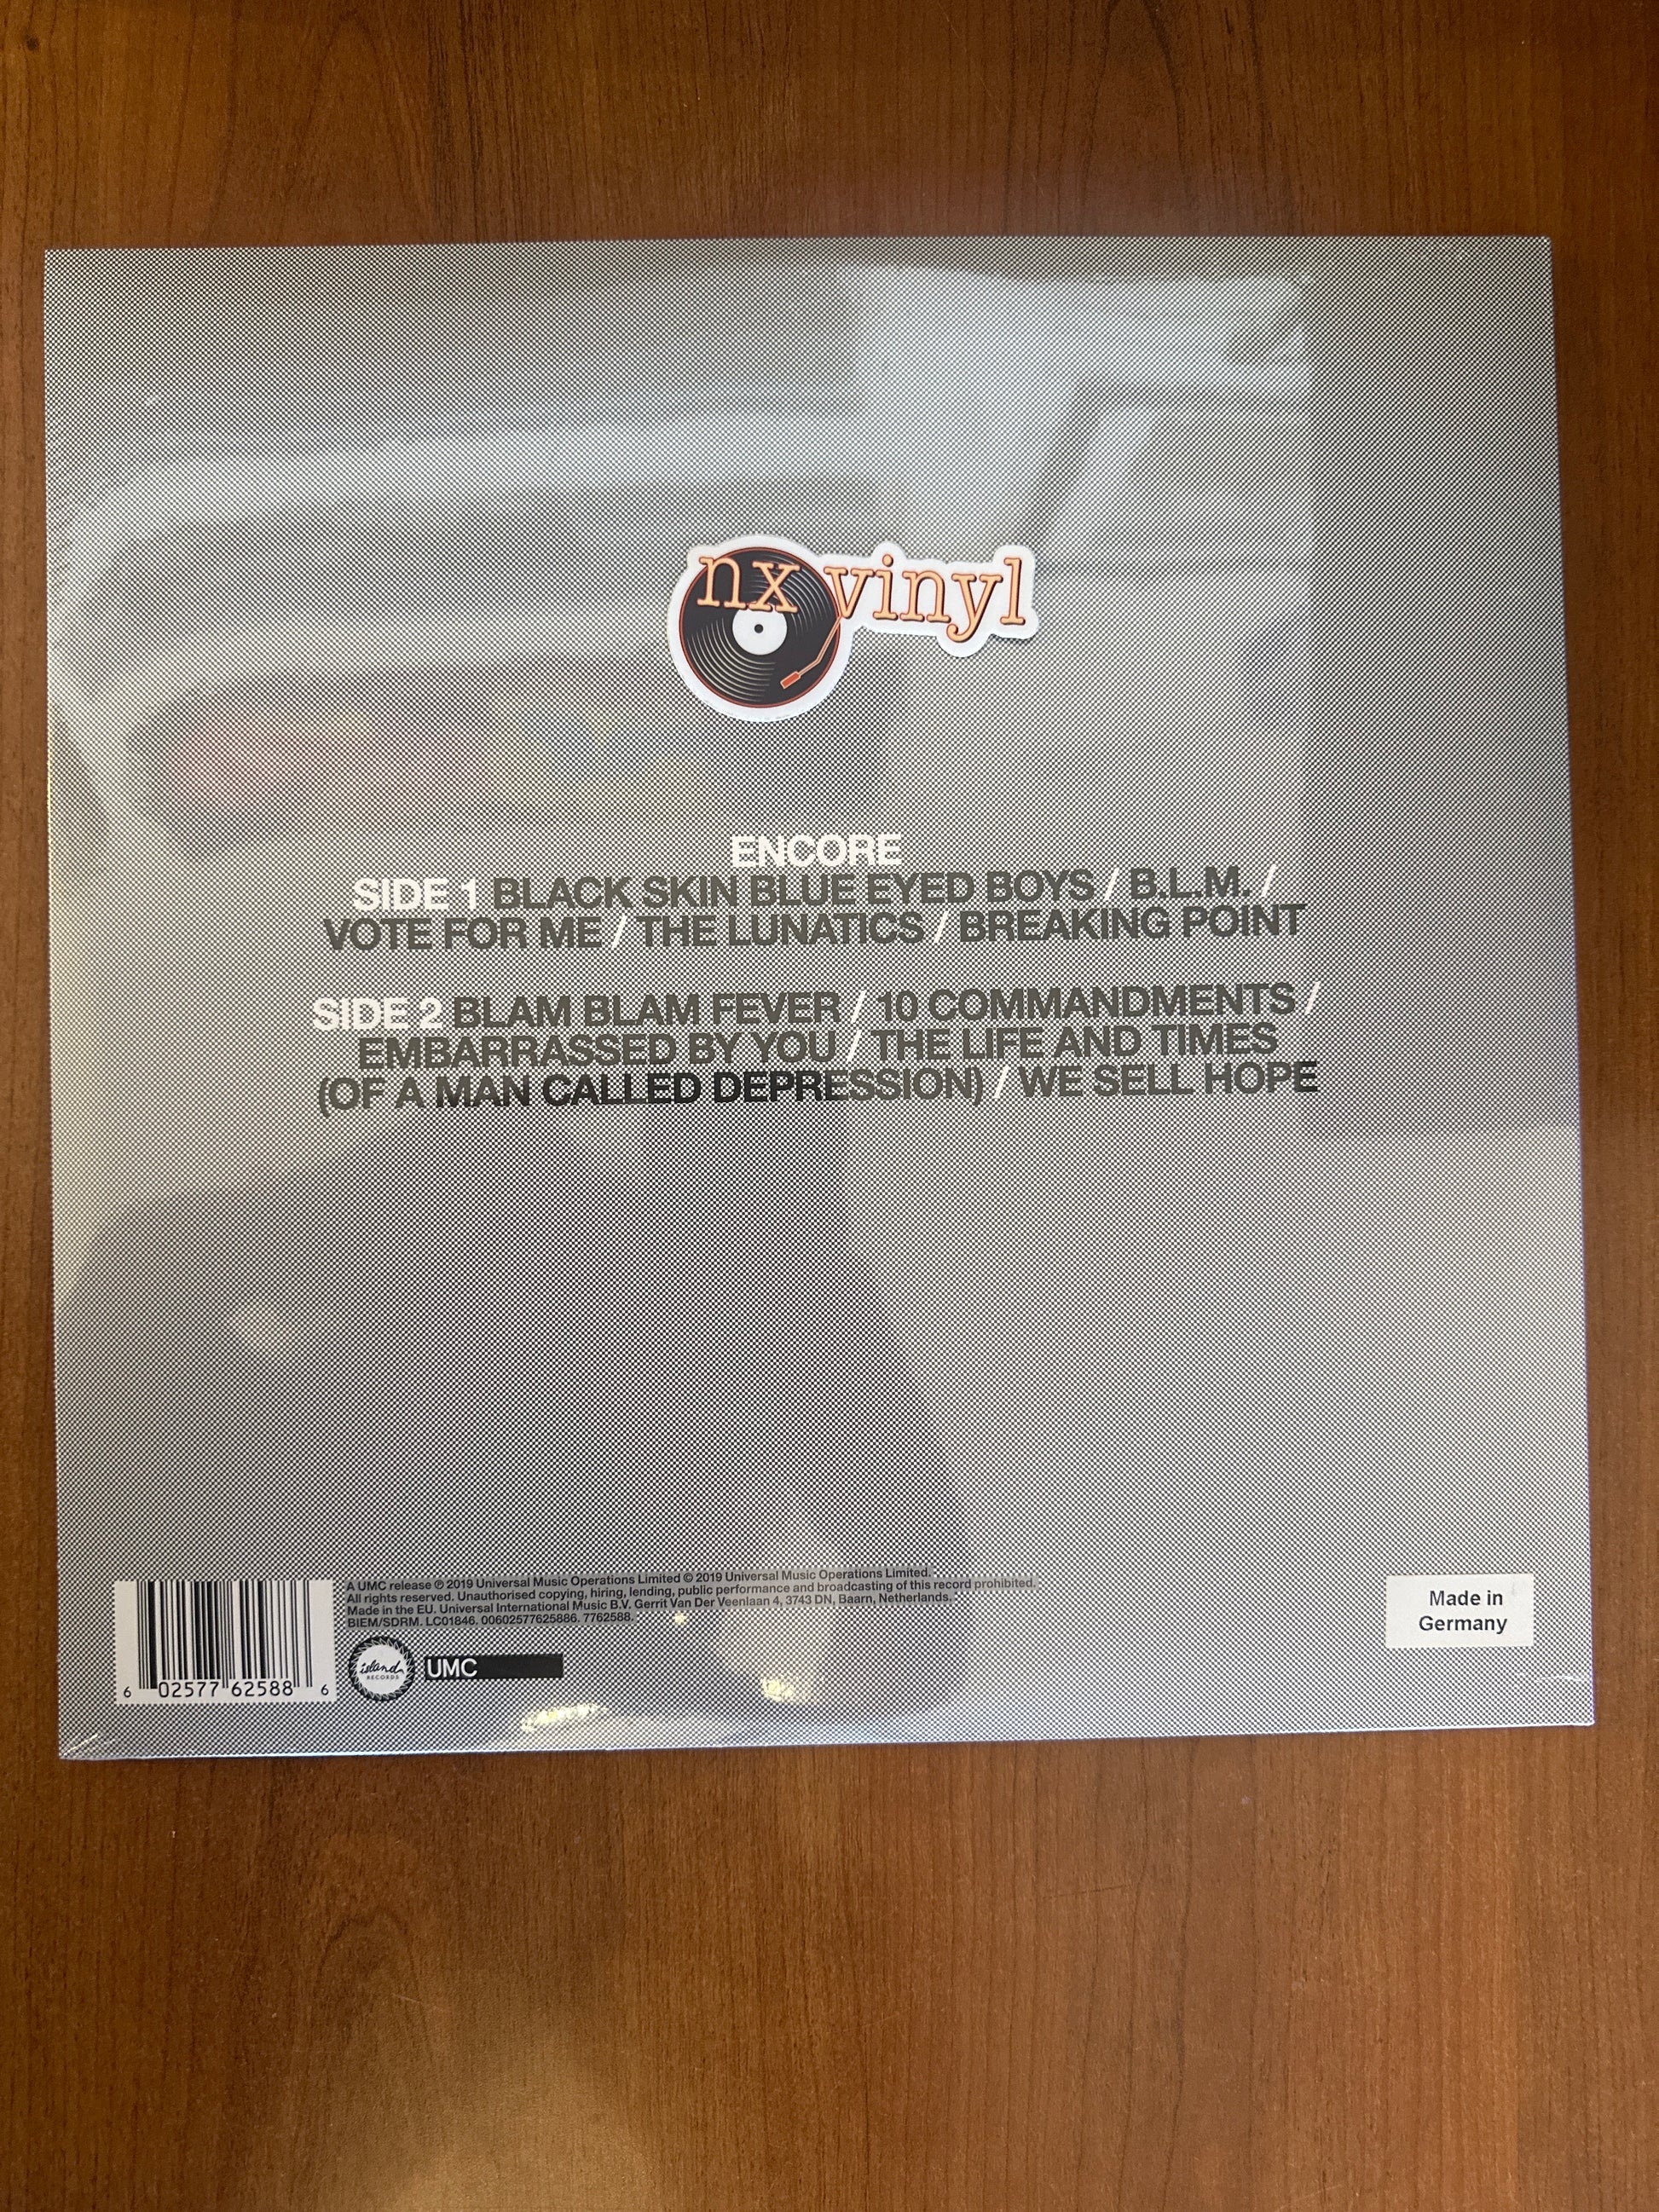 nx vinyl
ENCORE
SIDE 1 BLACK SKIN BLUE EYED BOYS / B.L.M. /
VOTE FOR ME / THE LUNATICS / BREAKING POINT
SIDE 2 BLAM BLAM FEVER / 10 COMMANDMENTS /
EMBARRASSED BY YOU / THE LIFE AND TIMES
(OF A MAN CALLED DEPRESSION) / WE SELL HOPE
A UMC release ℗ 2019 Universal Music Operations Limited © 2019 Universal Music Operations Limited.
All rights reserved. Unauthorised copying, hiring, lending, public performance and broadcasting of this record prohibited.
Made in the EU. Universal International Music B.V. Gerrit Van Der Veenlaan 4, 3743 DN, Baarn, Netherlands.
BIEM/SDRM. LC01846. 00602577625886. 7762588.
island
RECORDS
UMC
6 02577 62588 6
Made in
Germany